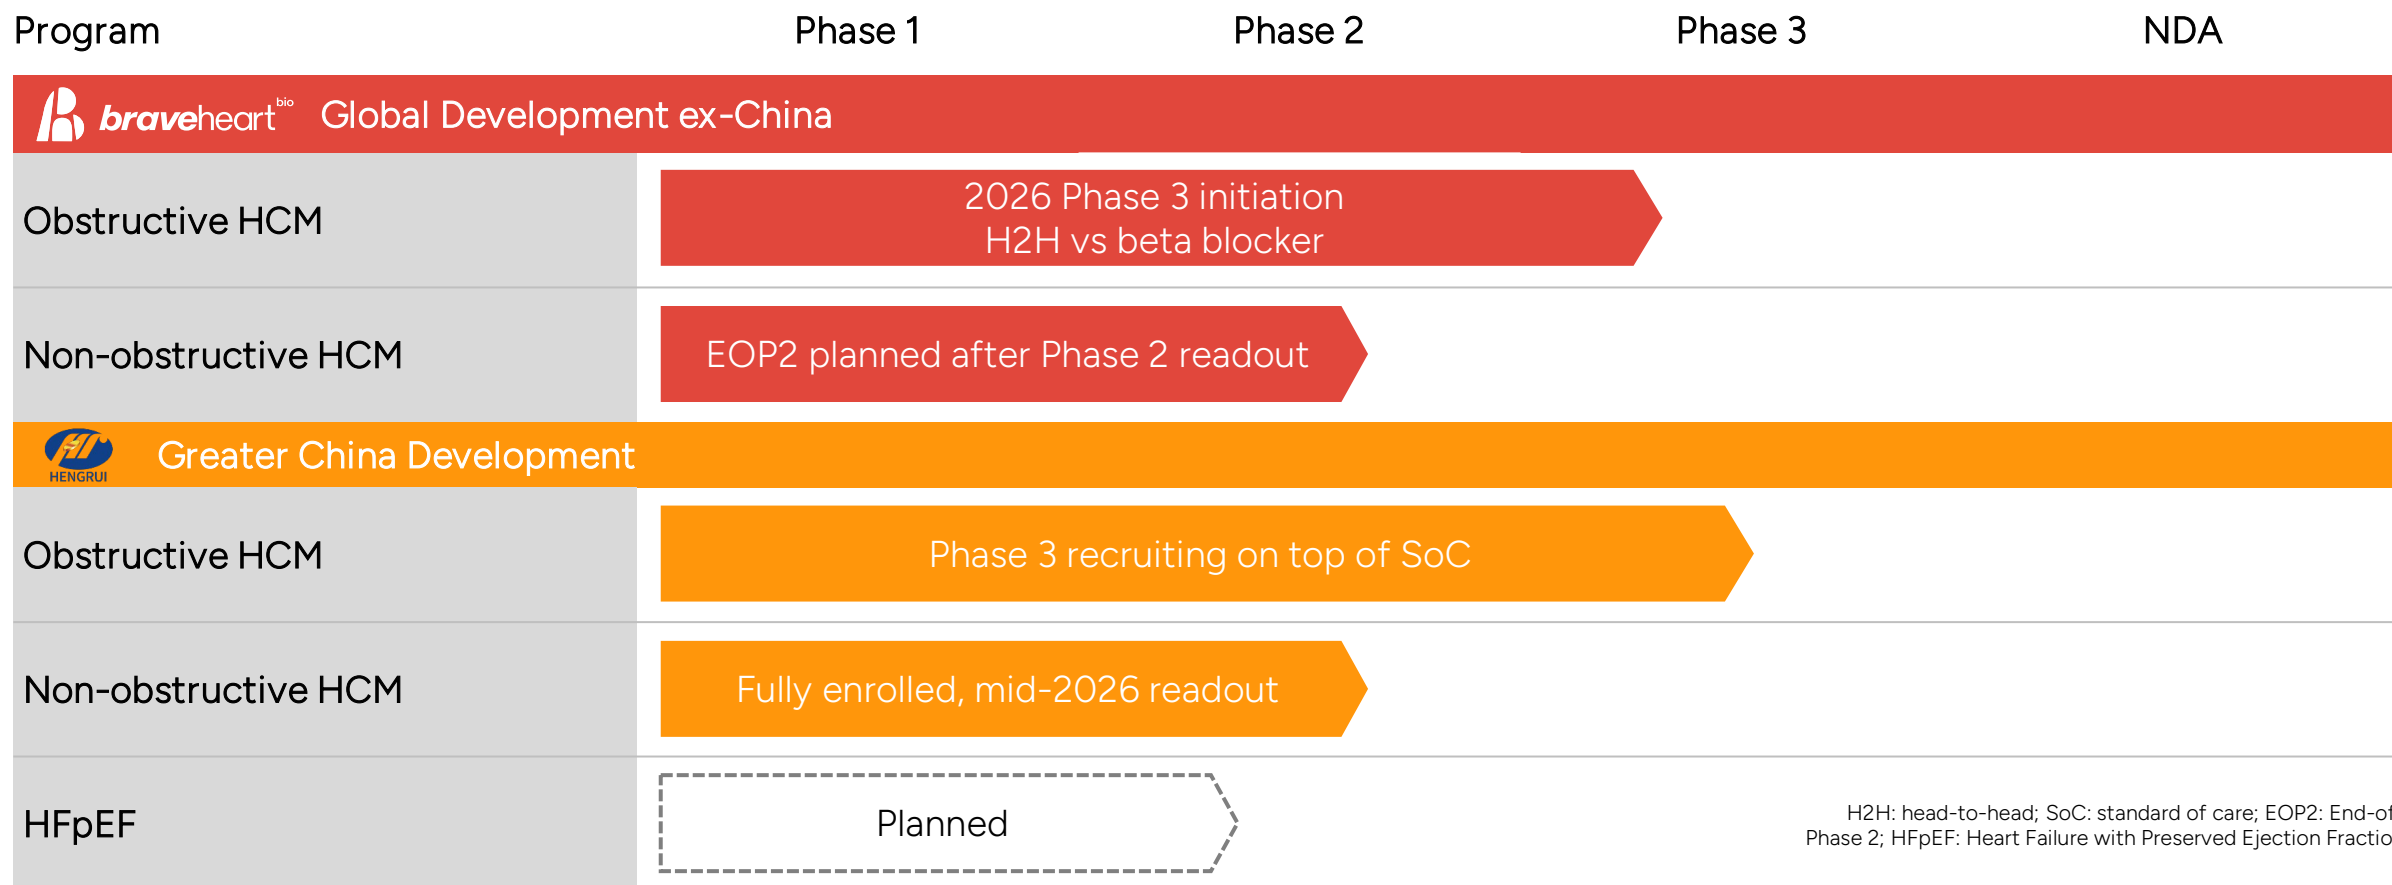 Program Phase 1 Phase 2 Phase 3 NDA
braveheart bio Global Development ex-China
Obstructive HCM
2026 Phase 3 initiation
H2H vs beta blocker
Non-obstructive HCM
EOP2 planned after Phase 2 readout
HENGRUI
Greater China Development
Obstructive HCM
Phase 3 recruiting on top of SoC
Non-obstructive HCM
Fully enrolled, mid-2026 readout
HFpEF
Planned
H2H: head-to-head; SoC: standard of care; EOP2: End-of
Phase 2; HFpEF: Heart Failure with Preserved Ejection Fractio